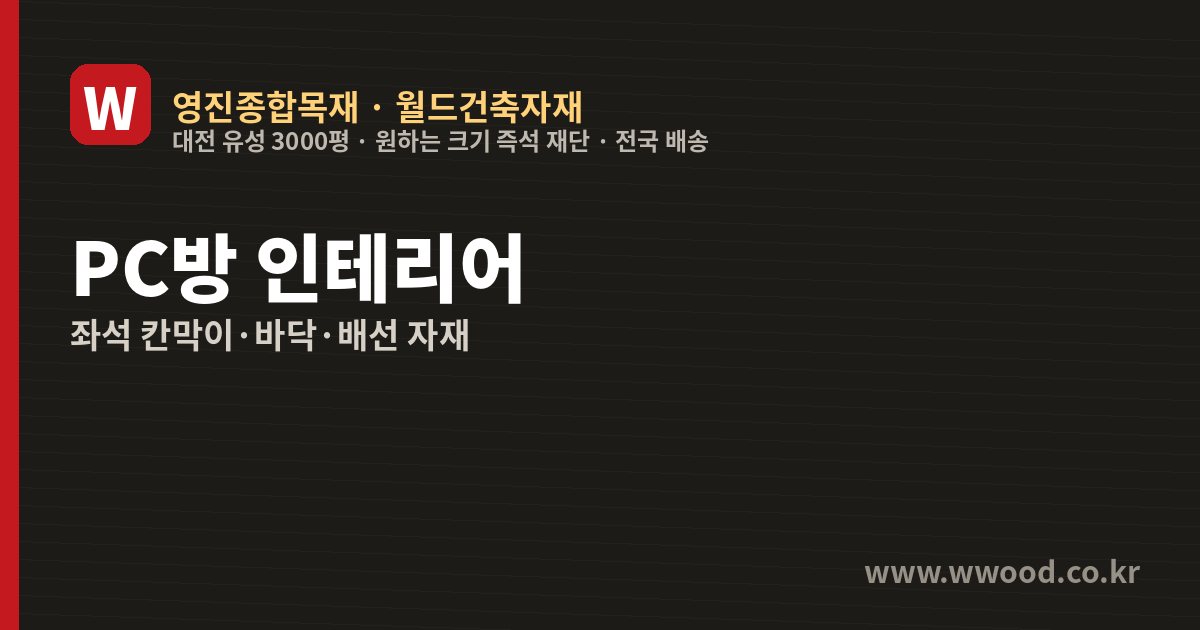 W
영진종합목재 · 월드건축자재
대전 유성 3000평 · 원하는 크기 즉석 재단 · 전국 배송
PC방 인테리어
좌석 칸막이·바닥·배선 자재
www.wwood.co.kr